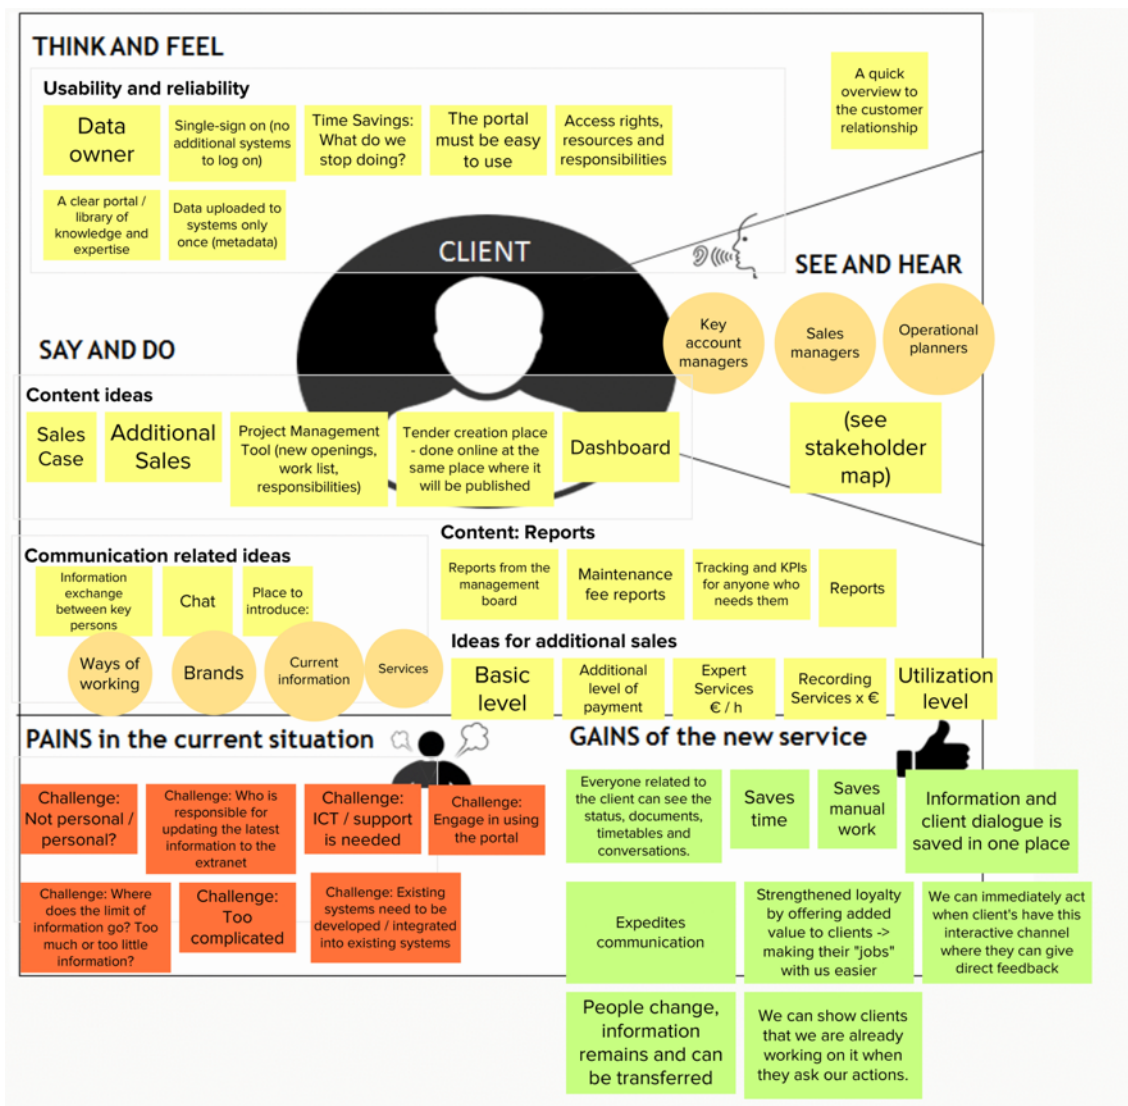 THINK AND FEEL
Usability and reliability
Data
owner
Single-sign on (no
additional systems
to log on)
Time Savings:
What do we
stop doing?
The portal
must be easy
to use
Access rights,
resources and
responsibilities
A quick
overview to
the customer
relationship
A clear portal /
library of
knowledge and
expertise
Data uploaded to
systems only
once (metadata)
CLIENT
SEE AND HEAR
Key
account
managers
Sales
managers
Operational
planners
(see
stakeholder
map)
SAY AND DO
Content ideas
Sales
Case
Additional
Sales
Project Management
Tool (new openings,
work list,
responsibilities)
Tender creation place
- done online at the
same place where it
will be published
Dashboard
Communication related ideas
Information
exchange
between key
persons
Chat
Place to
introduce:
Ways of
working
Brands
Current
information
Services
Content: Reports
Reports from the
management
board
Maintenance
fee reports
Tracking and KPIs
for anyone who
needs them
Reports
Ideas for additional sales
Basic
level
Additional
level of
payment
Expert
Services
€ / h
Recording
Services x €
Utilization
level
PAINS in the current situation
Challenge:
Not personal /
personal?
Challenge: Who is
responsible for
updating the latest
information to the
extranet
Challenge:
ICT / support
is needed
Challenge:
Engage in using
the portal
Challenge: Where
does the limit of
information go? Too
much or too little
information?
Challenge:
Too
complicated
Challenge: Existing
systems need to be
developed / integrated
into existing systems
GAINS of the new service
Everyone related to
the client can see the
status, documents,
timetables and
conversations.
Saves
time
Saves
manual
work
Information and
client dialogue is
saved in one place
Expedites
communication
Strengthened loyalty
by offering added
value to clients ->
making their "jobs"
with us easier
We can immediately act
when client's have this
interactive channel
where they can give
direct feedback
People change,
information
remains and can
be transferred
We can show clients
that we are already
working on it when
they ask our actions.